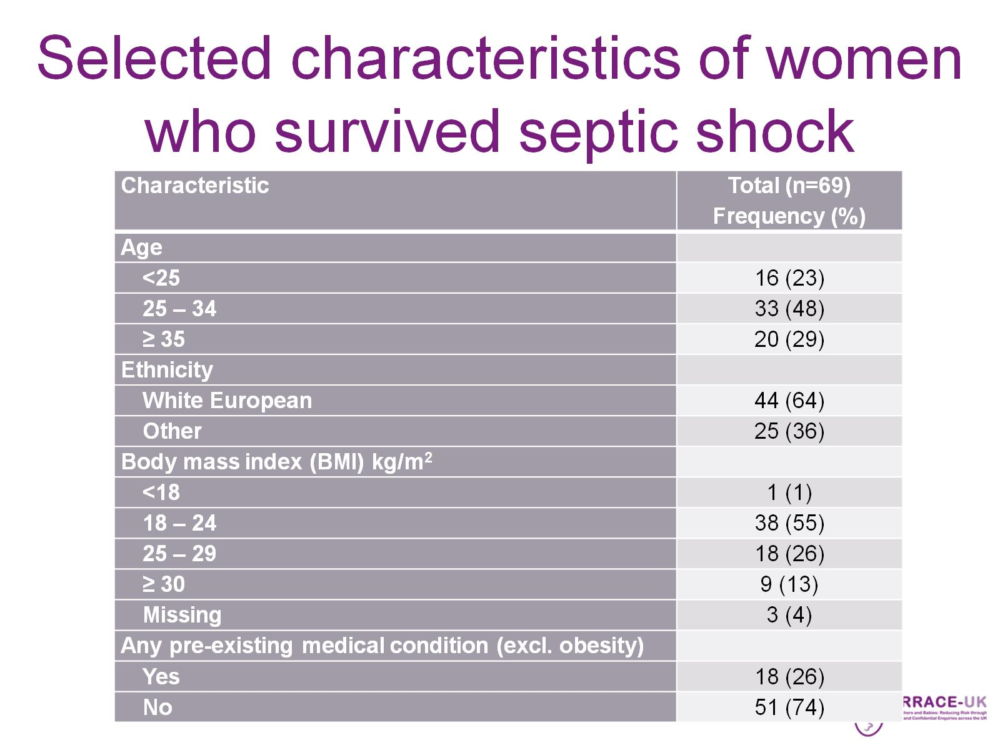 Selected characteristics of women
who survived septic shock
Characteristic Total (n=69)
Frequency (%)
Age
<25 16 (23)
25 – 34 33 (48)
≥ 35 20 (29)
Ethnicity
White European 44 (64)
Other 25 (36)
Body mass index (BMI) kg/m²
<18 1 (1)
18 – 24 38 (55)
25 – 29 18 (26)
≥ 30 9 (13)
Missing 3 (4)
Any pre-existing medical condition (excl. obesity)
Yes 18 (26)
No 51 (74)
RRACE-UK
hers and Babies: Reducing Risk through
and Confidential Enquiries across the UK